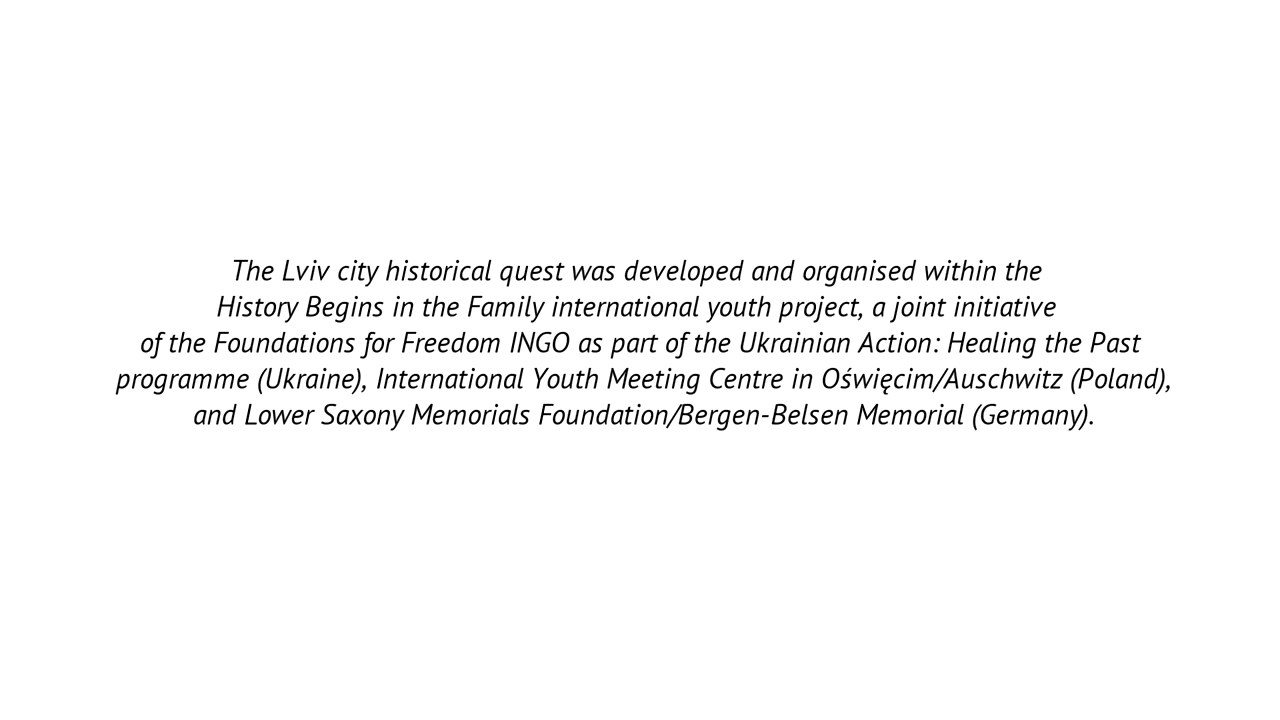 The Lviv city historical quest was developed and organised within the
History Begins in the Family international youth project, a joint initiative
of the Foundations for Freedom INGO as part of the Ukrainian Action: Healing the Past
programme (Ukraine), International Youth Meeting Centre in Oświęcim/Auschwitz (Poland),
and Lower Saxony Memorials Foundation/Bergen-Belsen Memorial (Germany).